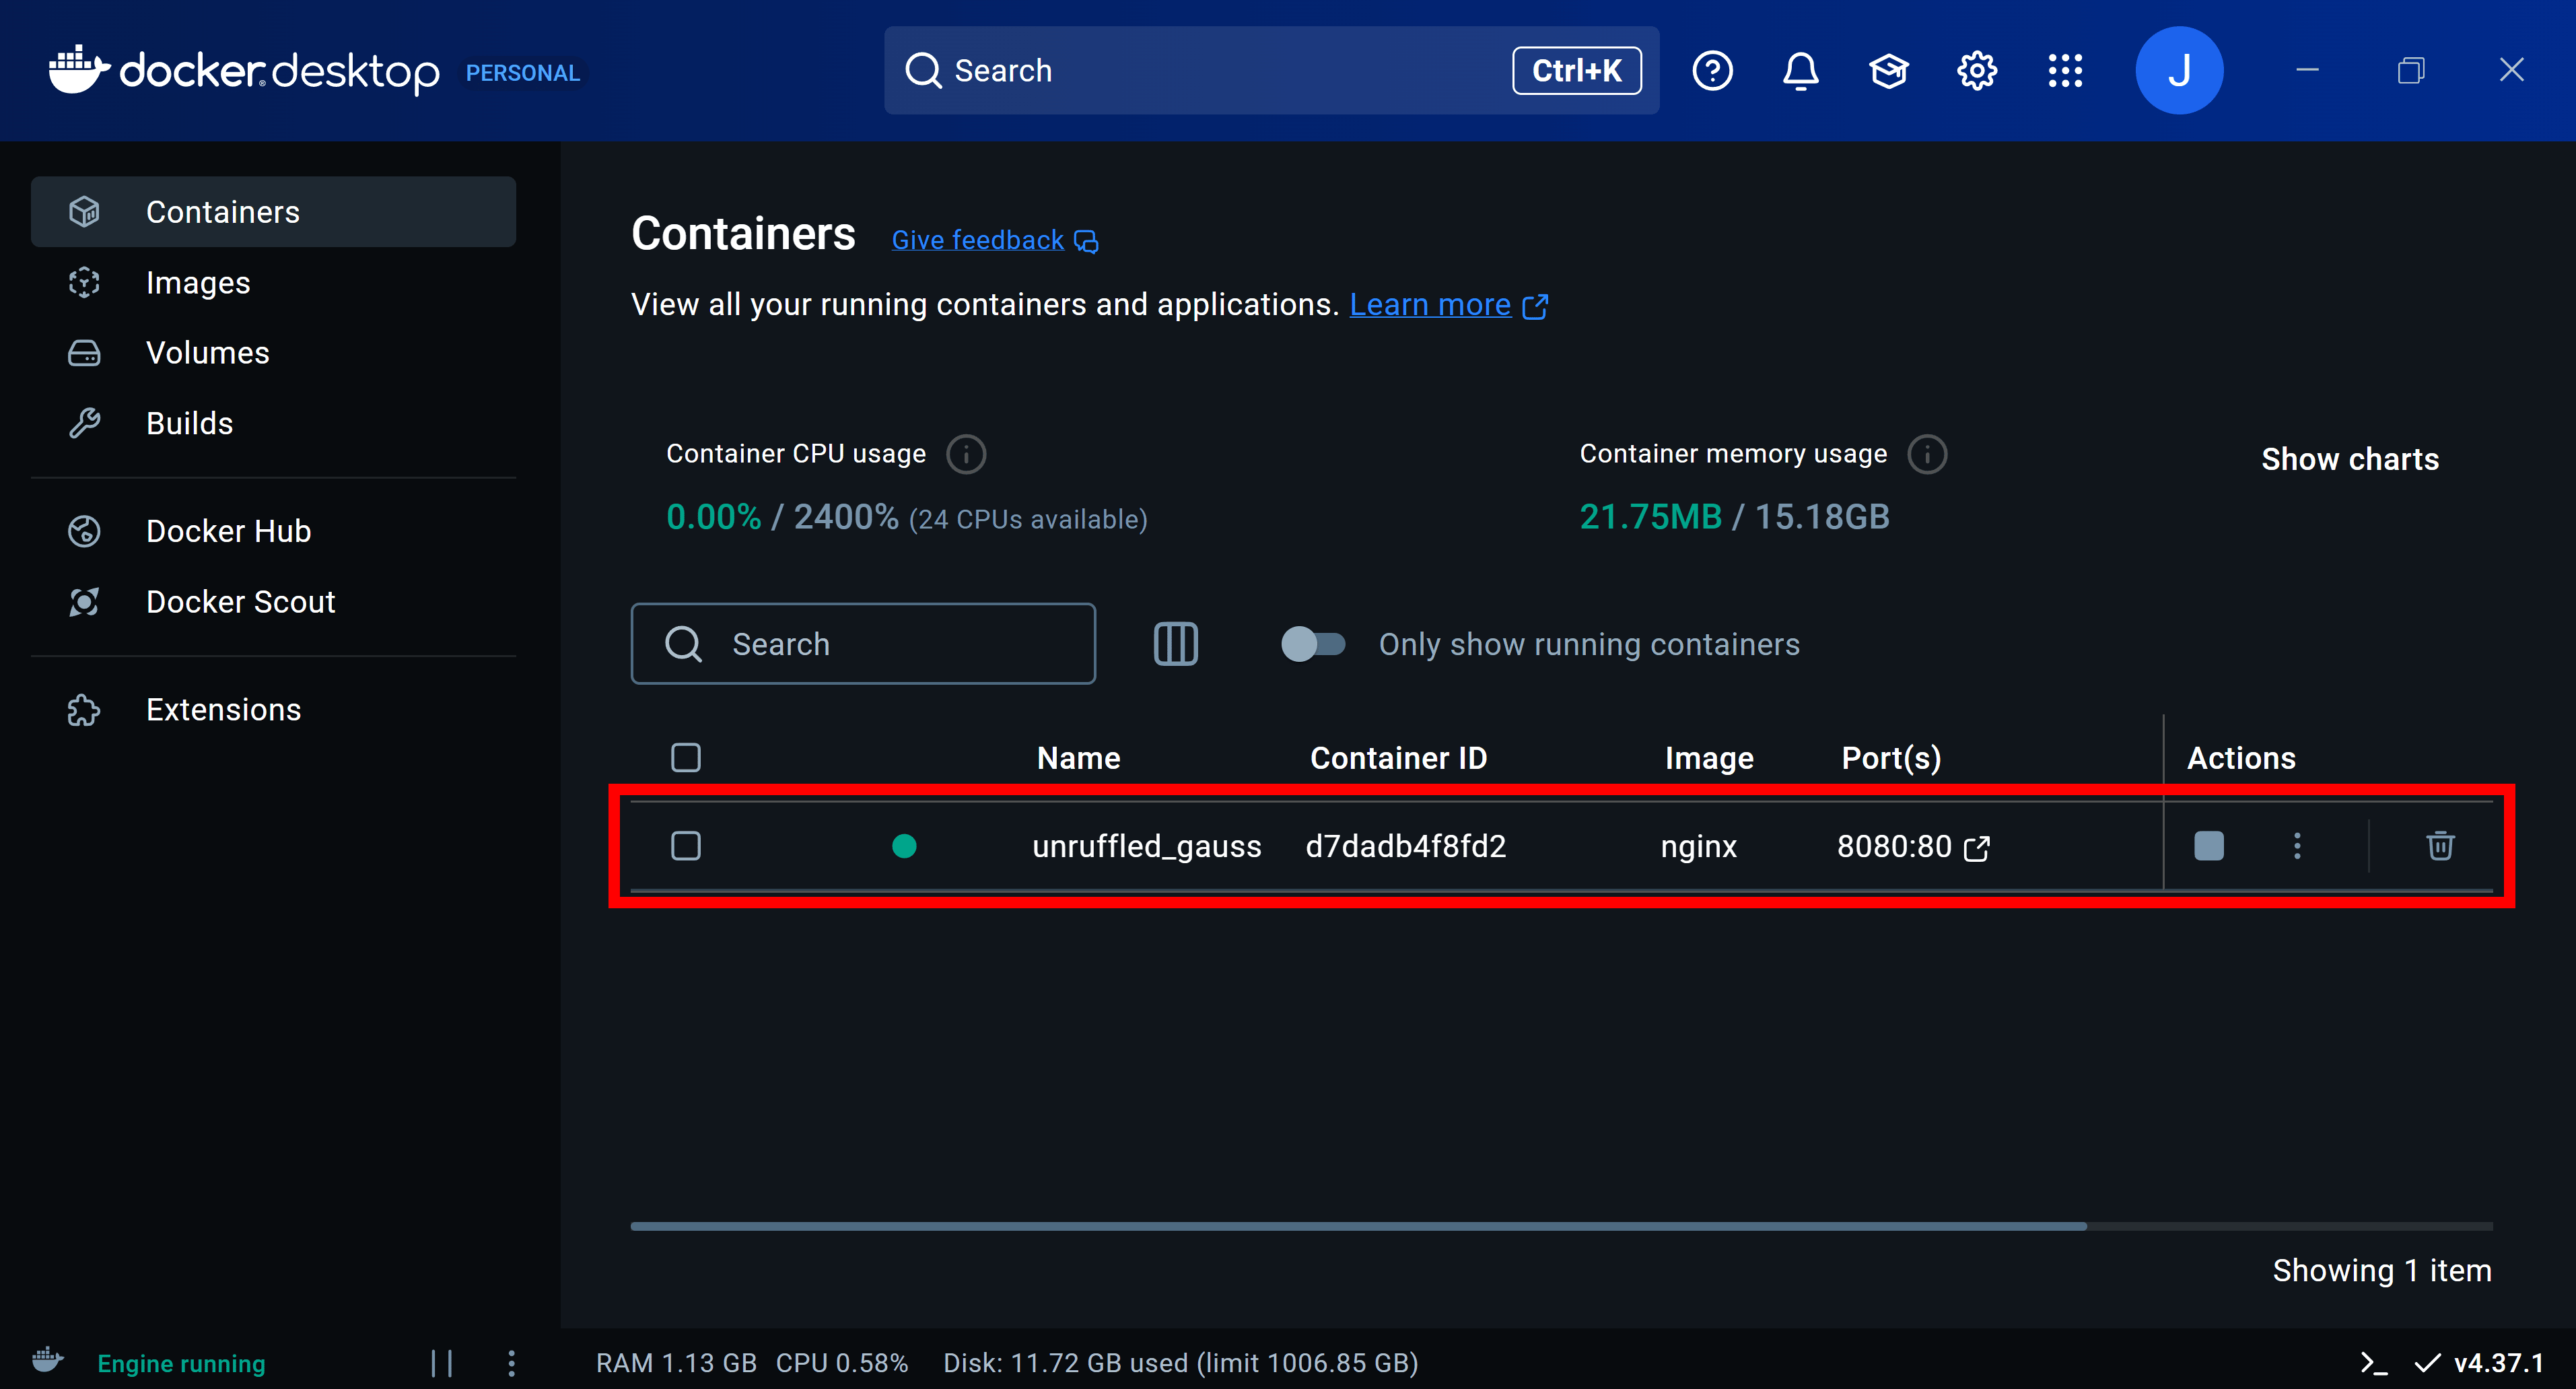 docker.desktop PERSONAL
Search Ctrl+K
J
Containers
Images
Volumes
Builds
Docker Hub
Docker Scout
Extensions
Containers Give feedback
View all your running containers and applications. Learn more
Container CPU usage
0.00% / 2400% (24 CPUs available)
Container memory usage
21.75MB / 15.18GB
Show charts
Search
Only show running containers
Name Container ID Image Port(s) Actions
unruffled_gauss d7dadb4f8fd2 nginx 8080:80
Showing 1 item
Engine running
RAM 1.13 GB CPU 0.58% Disk: 11.72 GB used (limit 1006.85 GB)
v4.37.1